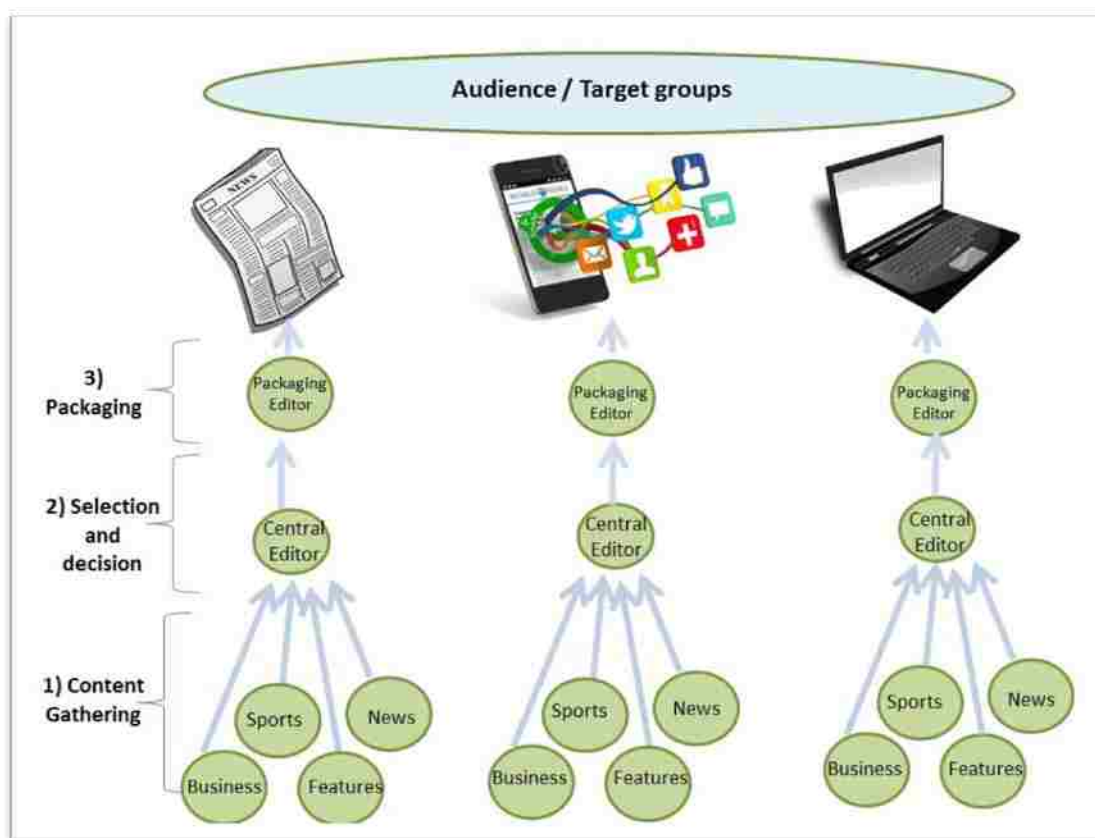 Audience / Target groups
NEWS
3)
Packaging
Packaging
Editor
Packaging
Editor
Packaging
Editor
2) Selection
and
decision
Central
Editor
Central
Editor
Central
Editor
1) Content
Gathering
Business
Sports
Features
News
Business
Sports
Features
News
Business
Sports
Features
News